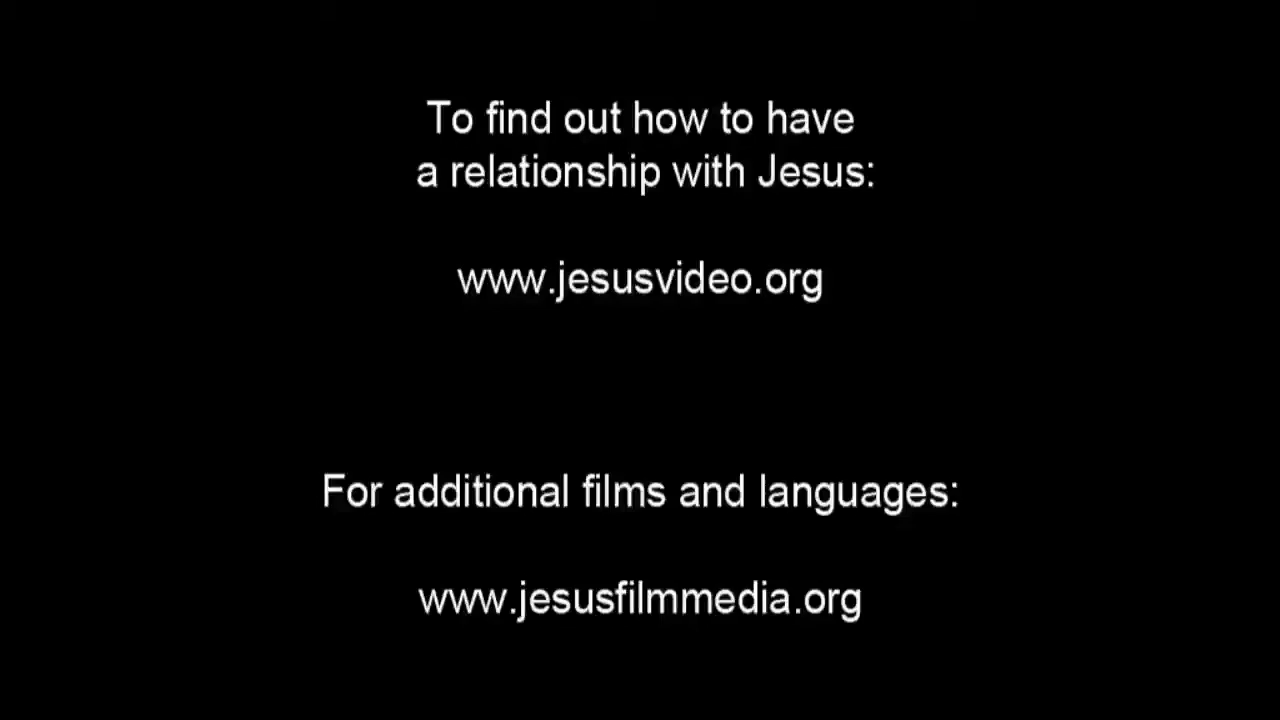 To find out how to have
a relationship with Jesus:
www.jesusvideo.org
For additional films and languages:
www.jesusfilmmedia.org